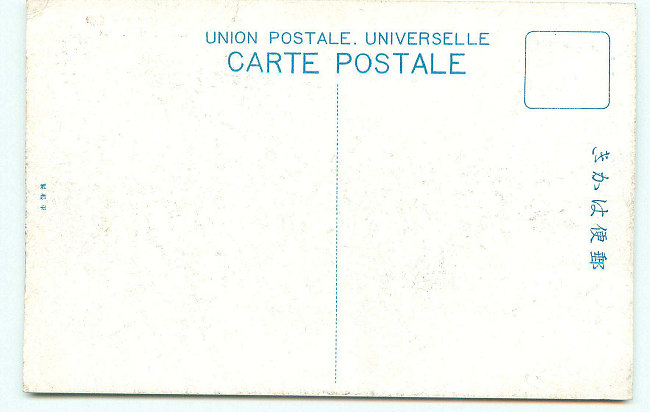 UNION POSTALE. UNIVERSELLE
CARTE POSTALE
郵便はかき